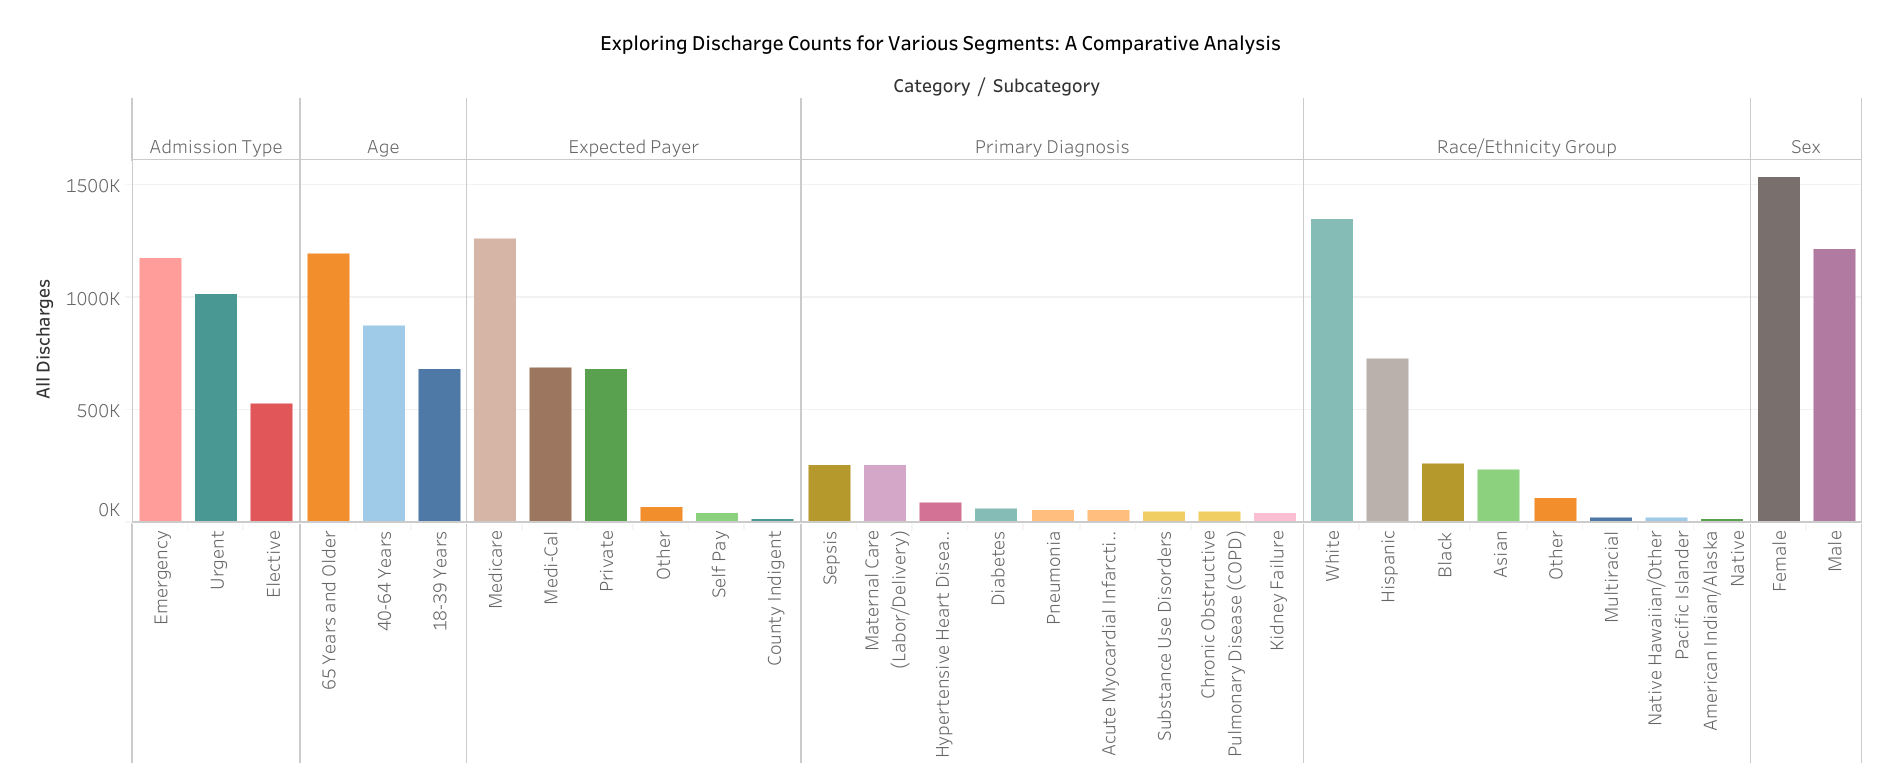 Exploring Discharge Counts for Various Segments: A Comparative Analysis
Category / Subcategory
Admission Type
Age
Expected Payer
Primary Diagnosis
Race/Ethnicity Group
Sex
All Discharges
1500K
1000K
500K
0K
Emergency
Urgent
Elective
65 Years and Older
40-64 Years
18-39 Years
Medicare
Medi-Cal
Private
Other
Self Pay
County Indigent
Sepsis
Maternal Care
(Labor/Delivery)
Hypertensive Heart Disea..
Diabetes
Pneumonia
Acute Myocardial Infarcti..
Substance Use Disorders
Chronic Obstructive
Pulmonary Disease (COPD)
Kidney Failure
White
Hispanic
Black
Asian
Other
Multiracial
Native Hawaiian/Other
Pacific Islander
American Indian/Alaska
Native
Female
Male